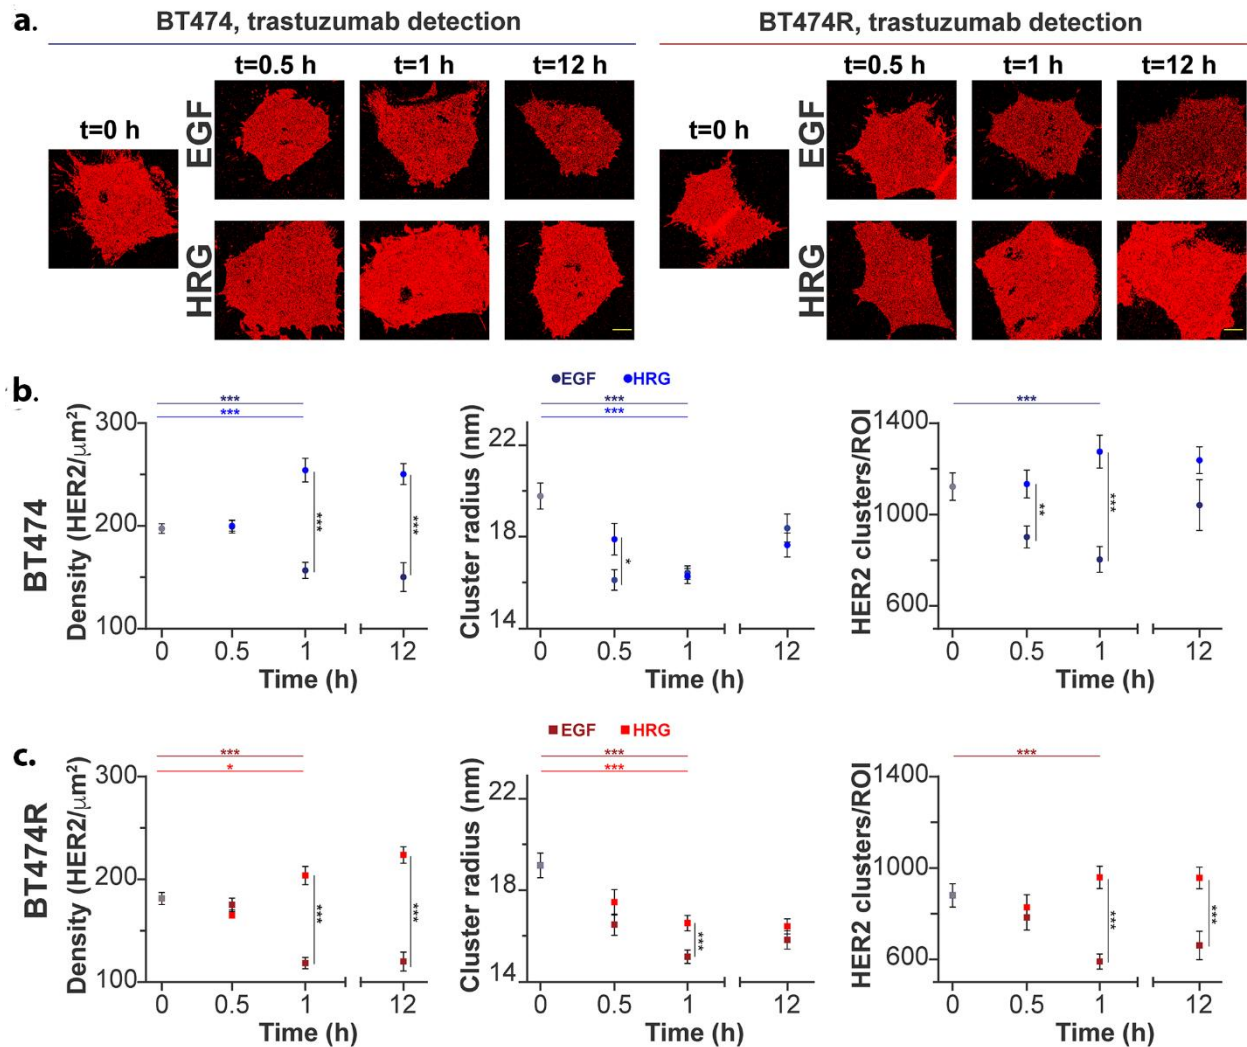 a.
BT474, trastuzumab detection
BT474R, trastuzumab detection
t=0.5 h
t=1 h
t=12 h
t=0.5 h
t=1 h
t=12 h
t=0 h
EGF
t=0 h
EGF
HRG
HRG
b.
EGF
HRG
BT474
Density (HER2/μm²)
300
200
100
0
0.5
1
12
Time (h)
***
***
***
***
Cluster radius (nm)
22
18
14
0
0.5
1
12
Time (h)
***
***
*
HER2 clusters/ROI
1400
1000
600
0
0.5
1
12
Time (h)
***
**
***
c.
EGF
HRG
BT474R
Density (HER2/μm²)
300
200
100
0
0.5
1
12
Time (h)
***
*
***
***
Cluster radius (nm)
22
18
14
0
0.5
1
12
Time (h)
***
***
***
HER2 clusters/ROI
1400
1000
600
0
0.5
1
12
Time (h)
***
***
***